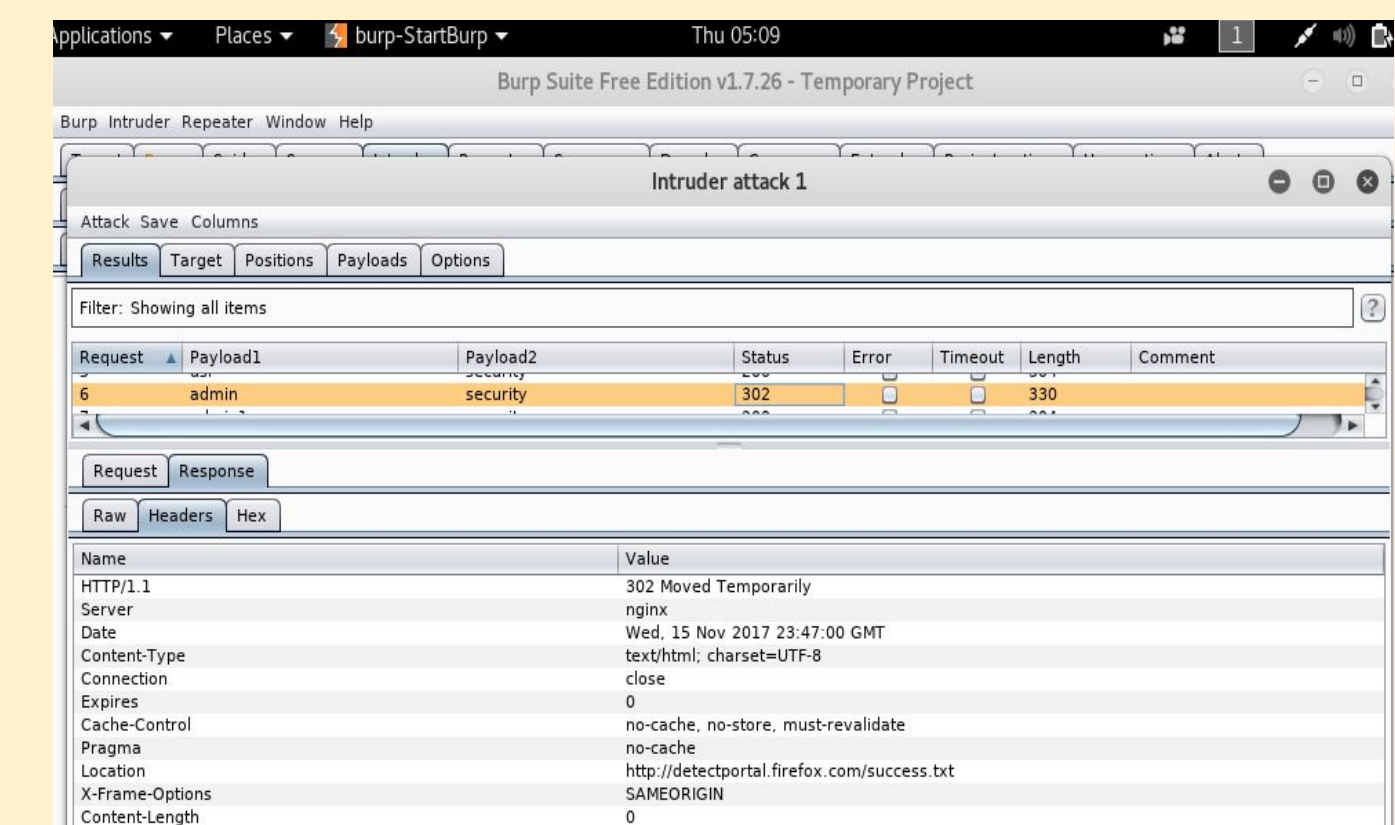 Applications Places burp-StartBurp Thu 05:09 1
Burp Suite Free Edition v1.7.26 - Temporary Project
Burp Intruder Repeater Window Help
Intruder attack 1
Attack Save Columns
Results Target Positions Payloads Options
Filter: Showing all items ?
Request Payload1 Payload2 Status Error Timeout Length Comment
6 admin security 302 330
Request Response
Raw Headers Hex
Name Value
HTTP/1.1 302 Moved Temporarily
Server nginx
Date Wed, 15 Nov 2017 23:47:00 GMT
Content-Type text/html; charset=UTF-8
Connection close
Expires 0
Cache-Control no-cache, no-store, must-revalidate
Pragma no-cache
Location http://detectportal.firefox.com/success.txt
X-Frame-Options SAMEORIGIN
Content-Length 0